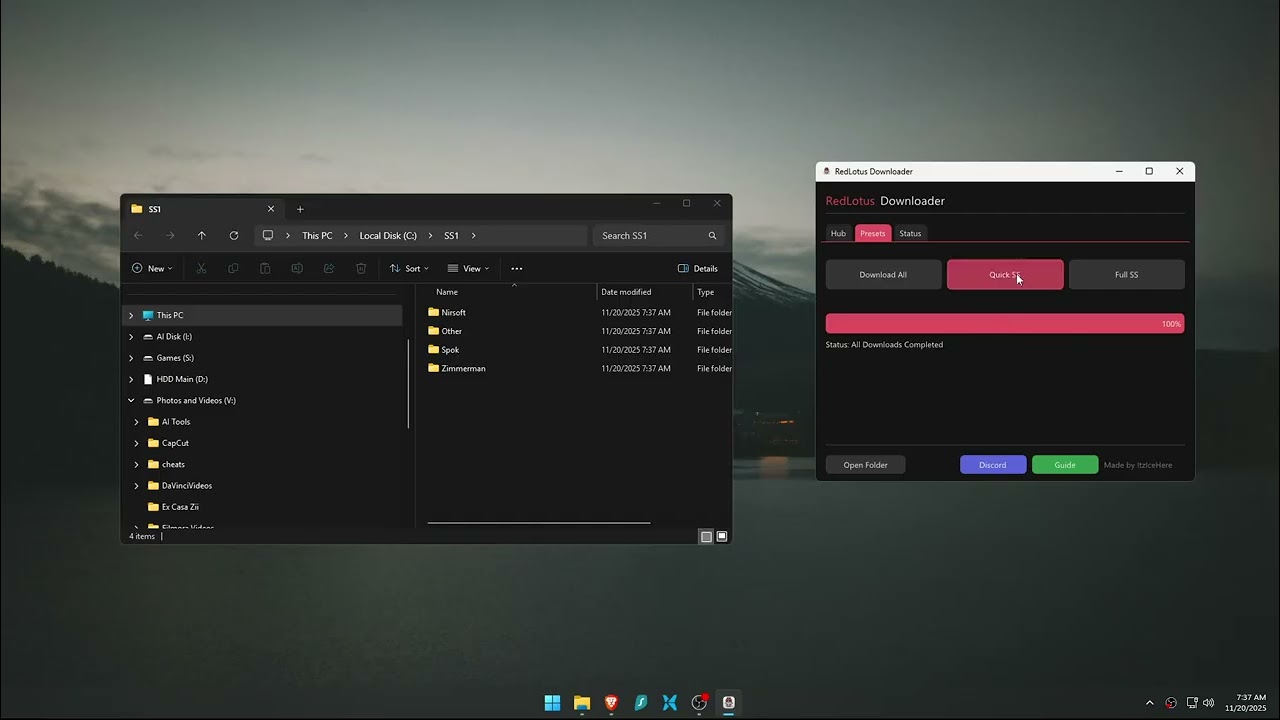 SS1
This PC
Local Disk (C:)
SS1
Search SS1
New
Sort
View
Details
Name
Date modified
Type
This PC
AI Disk (I:)
Games (S:)
HDD Main (D:)
Photos and Videos (V:)
AI Tools
CapCut
cheats
DaVinciVideos
Ex Casa Zii
Filmora Videos
Nirsoft 11/20/2025 7:37 AM File folder
Other 11/20/2025 7:37 AM File folder
Spok 11/20/2025 7:37 AM File folder
Zimmerman 11/20/2025 7:37 AM File folder
4 items
RedLotus Downloader
RedLotus Downloader
Hub Presets Status
Download All
Quick SS
Full SS
100%
Status: All Downloads Completed
Open Folder
Discord
Guide
Made by ItzIceHere
7:37 AM
11/20/2025